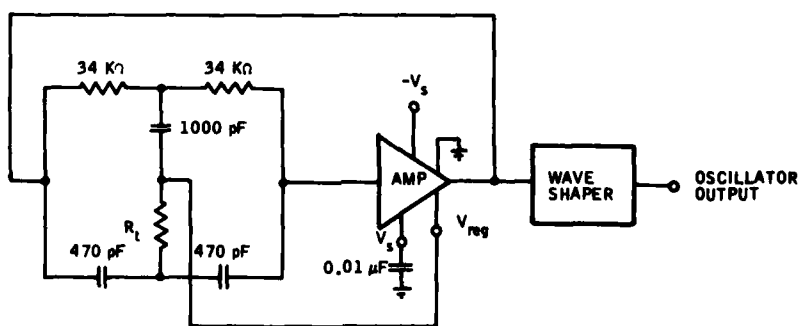 34 KΩ
34 KΩ
-Vs
1000 pF
AMP
WAVE
SHAPER
OSCILLATOR
OUTPUT
Rt
Vs
Vreg
470 pF
470 pF
0.01 µF